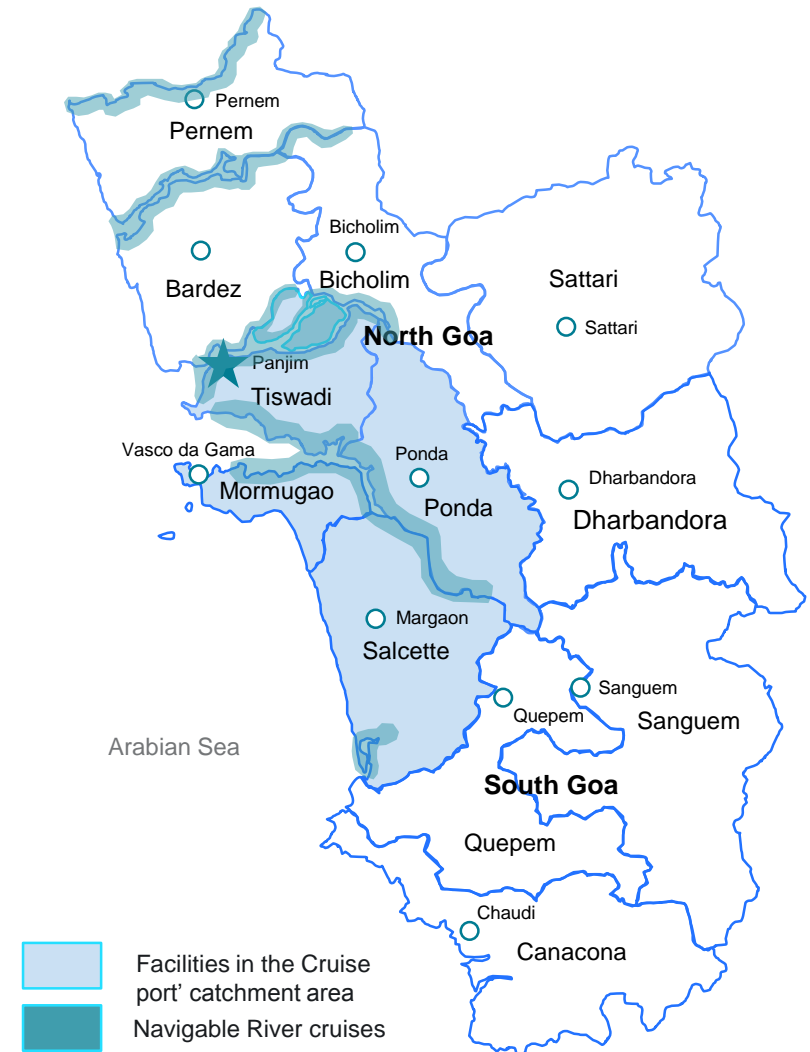 Pernem
Pernem
Bicholim
Bicholim
Bardez
Sattari
Sattari
North Goa
Panjim
Tiswadi
Vasco da Gama
Mormugao
Ponda
Ponda
Dharbandora
Dharbandora
Margaon
Salcette
Sanguem
Sanguem
Quepem
Arabian Sea
South Goa
Quepem
Chaudi
Canacona
Facilities in the Cruise
port' catchment area
Navigable River cruises